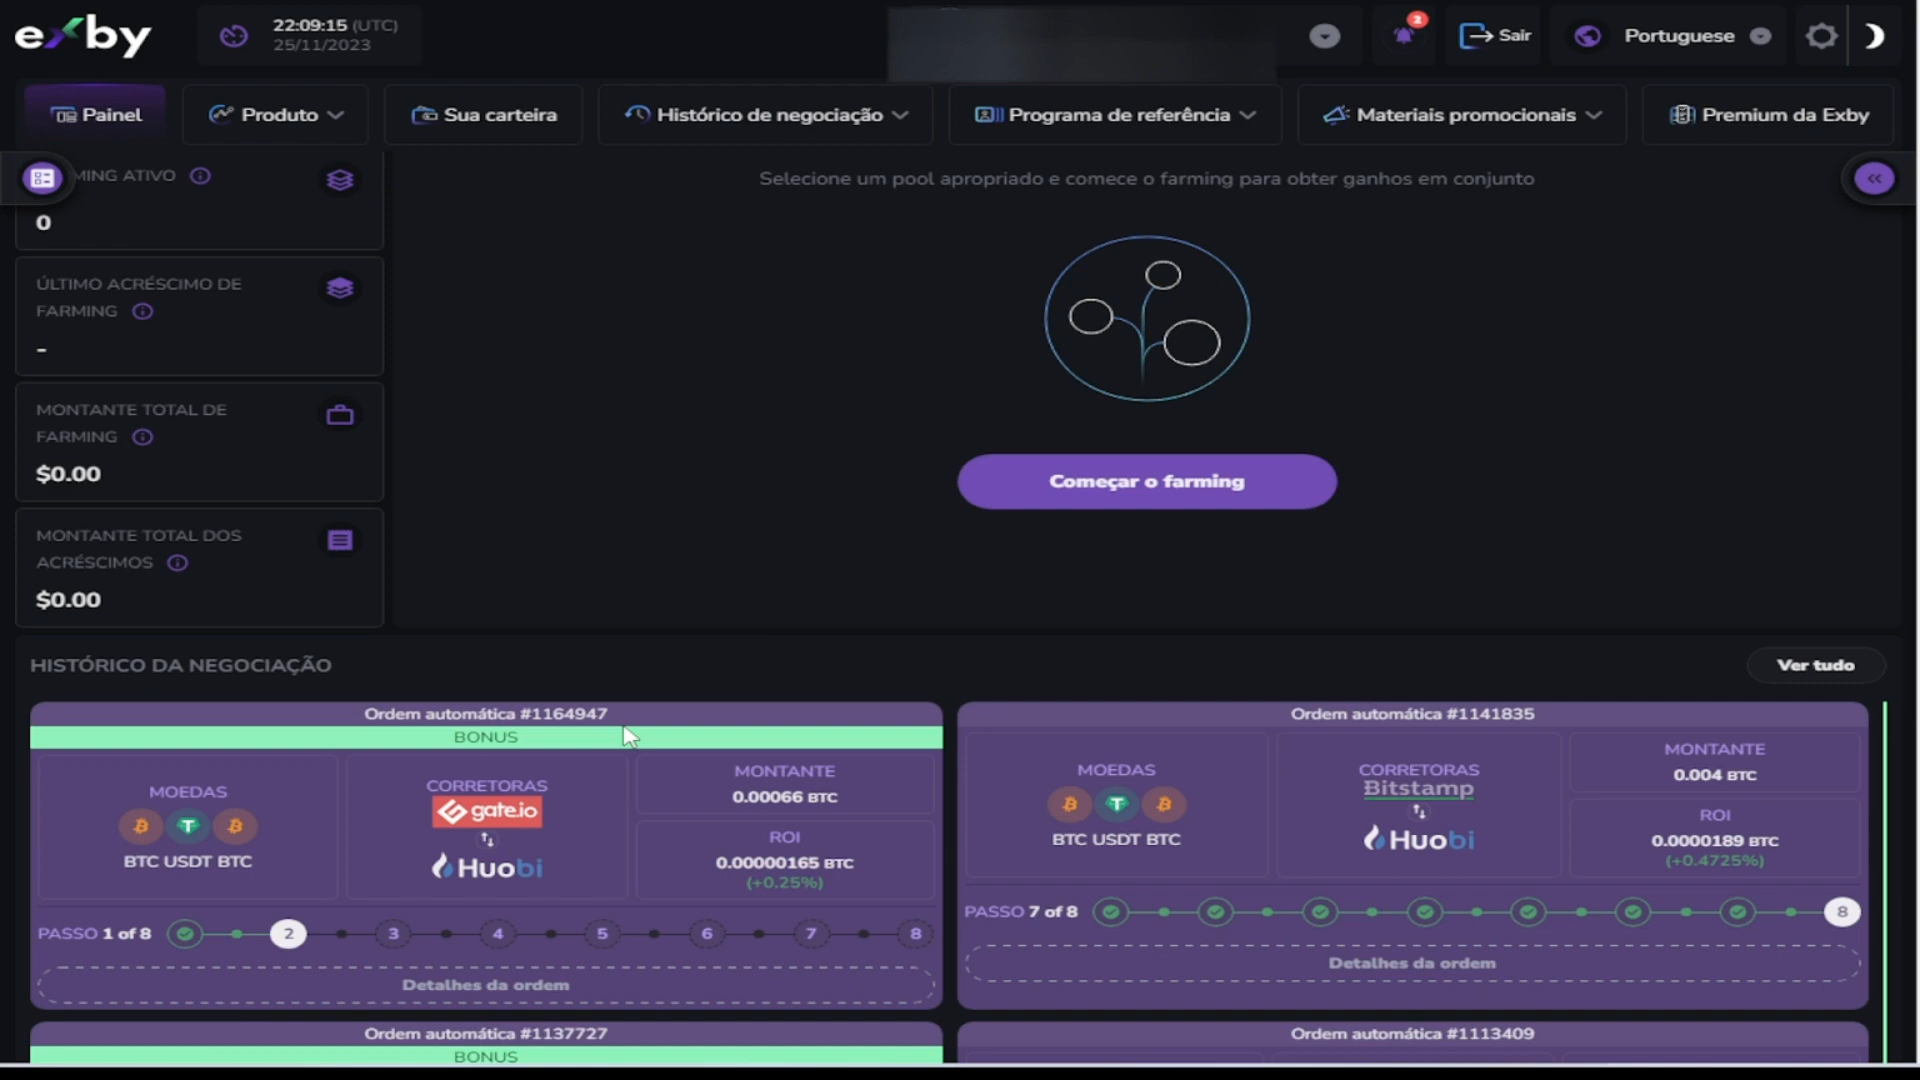 exby
22:09:15 (UTC)
25/11/2023
2
Sair
Portuguese
Painel
Produto
Sua carteira
Histórico de negociação
Programa de referência
Materiais promocionais
Premium da Exby
MING ATIVO
0
ÚLTIMO ACRÉSCIMO DE
FARMING
-
MONTANTE TOTAL DE
FARMING
$0.00
MONTANTE TOTAL DOS
ACRÉSCIMOS
$0.00
Selecione um pool apropriado e comece o farming para obter ganhos em conjunto
Começar o farming
HISTÓRICO DA NEGOCIAÇÃO
Ver tudo
Ordem automática #1164947
BONUS
MOEDAS
BTC USDT BTC
CORRETORAS
gate.io
Huobi
MONTANTE
0.00066 BTC
ROI
0.00000165 BTC
(+0.25%)
PASSO 1 of 8
2 3 4 5 6 7 8
Detalhes da ordem
Ordem automática #1141835
MOEDAS
BTC USDT BTC
CORRETORAS
Bitstamp
Huobi
MONTANTE
0.004 BTC
ROI
0.0000189 BTC
(+0.4725%)
PASSO 7 of 8
8
Detalhes da ordem
Ordem automática #1137727
BONUS
Ordem automática #1113409